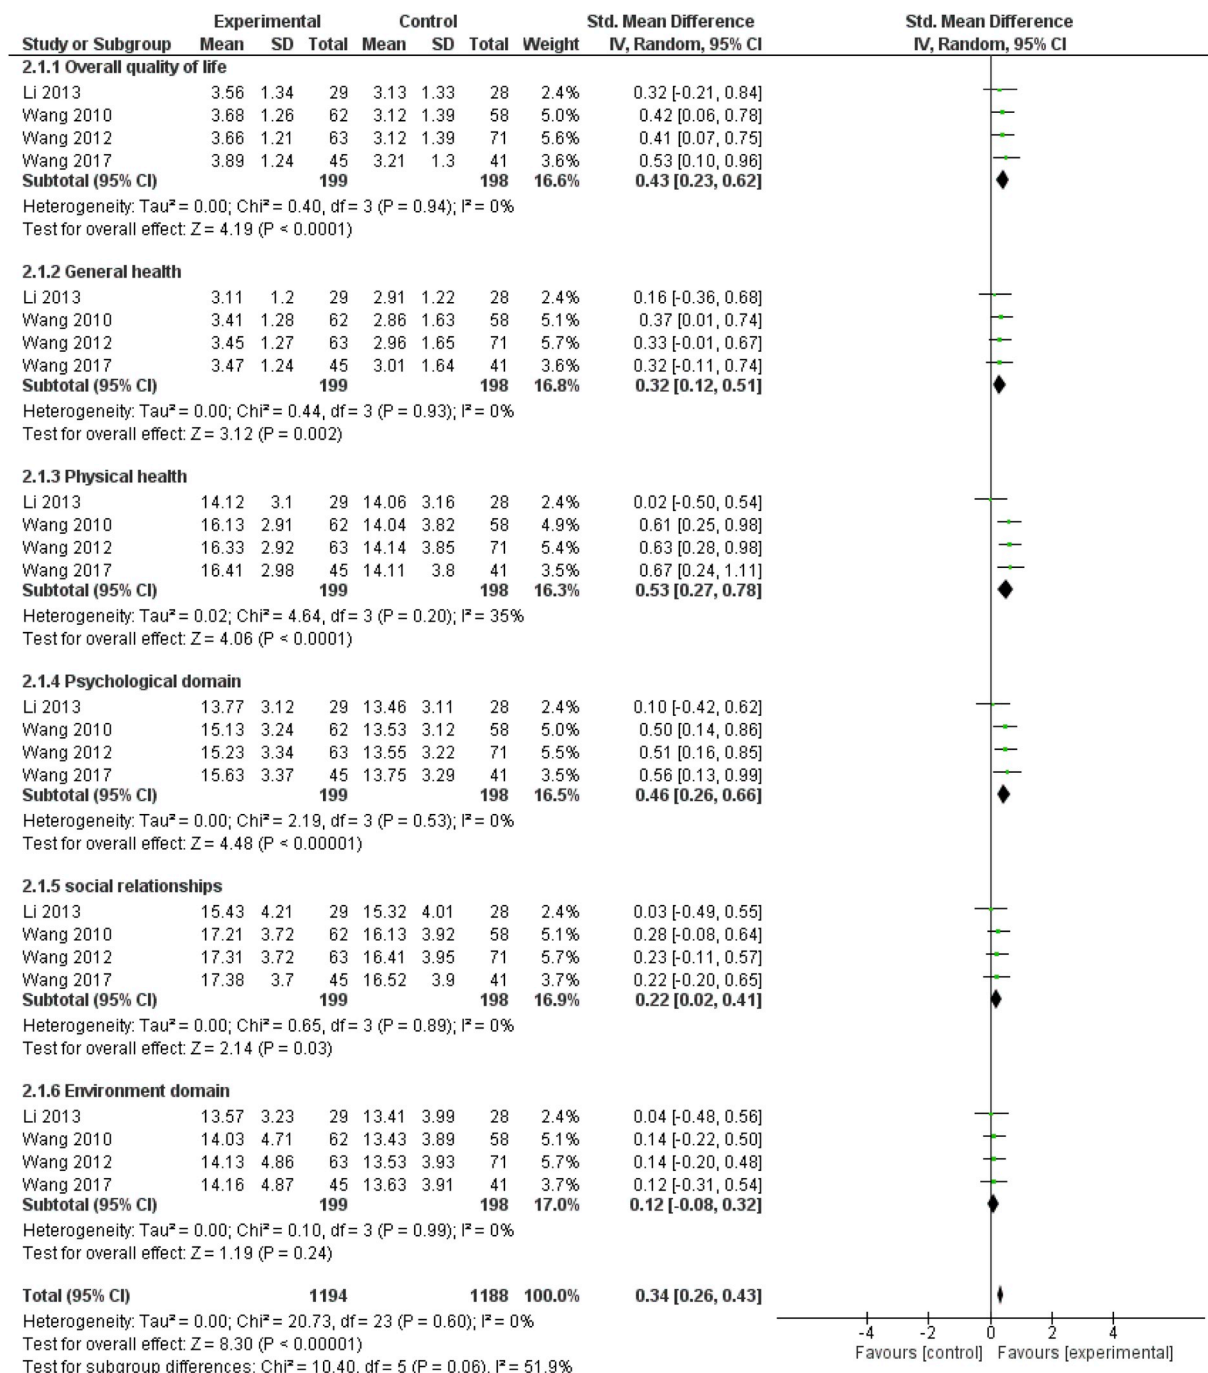 Experimental Control Std. Mean Difference Std. Mean Difference
Study or Subgroup Mean SD Total Mean SD Total Weight IV, Random, 95% CI IV, Random, 95% CI
2.1.1 Overall quality of life
Li 2013 3.56 1.34 29 3.13 1.33 28 2.4% 0.32 [-0.21, 0.84]
Wang 2010 3.68 1.26 62 3.12 1.39 58 5.0% 0.42 [0.06, 0.78]
Wang 2012 3.66 1.21 63 3.12 1.39 71 5.5% 0.41 [0.07, 0.75]
Wang 2017 3.89 1.24 45 3.21 1.3 41 3.6% 0.53 [0.10, 0.96]
Subtotal (95% CI) 199 198 16.6% 0.43 [0.23, 0.62]
Heterogeneity: Tau² = 0.00; Chi² = 0.40, df = 3 (P = 0.94); I² = 0%
Test for overall effect: Z = 4.19 (P < 0.0001)
2.1.2 General health
Li 2013 3.11 1.2 29 2.91 1.22 28 2.4% 0.16 [-0.36, 0.68]
Wang 2010 3.41 1.28 62 2.86 1.63 58 5.1% 0.37 [0.01, 0.74]
Wang 2012 3.45 1.27 63 2.96 1.65 71 5.7% 0.33 [-0.01, 0.67]
Wang 2017 3.47 1.24 45 3.01 1.64 41 3.6% 0.32 [-0.11, 0.74]
Subtotal (95% CI) 199 198 16.8% 0.32 [0.12, 0.51]
Heterogeneity: Tau² = 0.00; Chi² = 0.44, df = 3 (P = 0.93); I² = 0%
Test for overall effect: Z = 3.12 (P = 0.002)
2.1.3 Physical health
Li 2013 14.12 3.1 29 14.06 3.16 28 2.4% 0.02 [-0.50, 0.54]
Wang 2010 16.13 2.91 62 14.04 3.82 58 4.9% 0.61 [0.25, 0.98]
Wang 2012 16.33 2.92 63 14.14 3.85 71 5.4% 0.63 [0.28, 0.98]
Wang 2017 16.41 2.98 45 14.11 3.8 41 3.5% 0.67 [0.24, 1.11]
Subtotal (95% CI) 199 198 16.3% 0.53 [0.27, 0.78]
Heterogeneity: Tau² = 0.02; Chi² = 4.64, df = 3 (P = 0.20); I² = 35%
Test for overall effect: Z = 4.06 (P < 0.0001)
2.1.4 Psychological domain
Li 2013 13.77 3.12 29 13.46 3.11 28 2.4% 0.10 [-0.42, 0.62]
Wang 2010 15.13 3.24 62 13.53 3.12 58 5.0% 0.50 [0.14, 0.86]
Wang 2012 15.23 3.34 63 13.55 3.22 71 5.5% 0.51 [0.16, 0.85]
Wang 2017 15.63 3.37 45 13.75 3.29 41 3.5% 0.56 [0.13, 0.99]
Subtotal (95% CI) 199 198 16.5% 0.46 [0.26, 0.66]
Heterogeneity: Tau² = 0.00; Chi² = 2.19, df = 3 (P = 0.53); I² = 0%
Test for overall effect: Z = 4.48 (P < 0.00001)
2.1.5 social relationships
Li 2013 15.43 4.21 29 15.32 4.01 28 2.4% 0.03 [-0.49, 0.55]
Wang 2010 17.21 3.72 62 16.13 3.92 58 5.1% 0.28 [-0.08, 0.64]
Wang 2012 17.31 3.72 63 16.41 3.95 71 5.7% 0.23 [-0.11, 0.57]
Wang 2017 17.38 3.7 45 16.52 3.9 41 3.7% 0.22 [-0.20, 0.65]
Subtotal (95% CI) 199 198 16.9% 0.22 [0.02, 0.41]
Heterogeneity: Tau² = 0.00; Chi² = 0.65, df = 3 (P = 0.89); I² = 0%
Test for overall effect: Z = 2.14 (P = 0.03)
2.1.6 Environment domain
Li 2013 13.57 3.23 29 13.41 3.99 28 2.4% 0.04 [-0.48, 0.56]
Wang 2010 14.03 4.71 62 13.43 3.89 58 5.1% 0.14 [-0.22, 0.50]
Wang 2012 14.13 4.86 63 13.53 3.93 71 5.7% 0.14 [-0.20, 0.48]
Wang 2017 14.16 4.87 45 13.63 3.91 41 3.7% 0.12 [-0.31, 0.54]
Subtotal (95% CI) 199 198 17.0% 0.12 [-0.08, 0.32]
Heterogeneity: Tau² = 0.00; Chi² = 0.10, df = 3 (P = 0.99); I² = 0%
Test for overall effect: Z = 1.19 (P = 0.24)
Total (95% CI) 1194 1188 100.0% 0.34 [0.26, 0.43]
Heterogeneity: Tau² = 0.00; Chi² = 20.73, df = 23 (P = 0.60); I² = 0%
Test for overall effect: Z = 8.30 (P < 0.00001)
Test for subgroup differences: Chi² = 10.40, df = 5 (P = 0.06), I² = 51.9%
-4 -2 0 2 4
Favours [control] Favours [experimental]